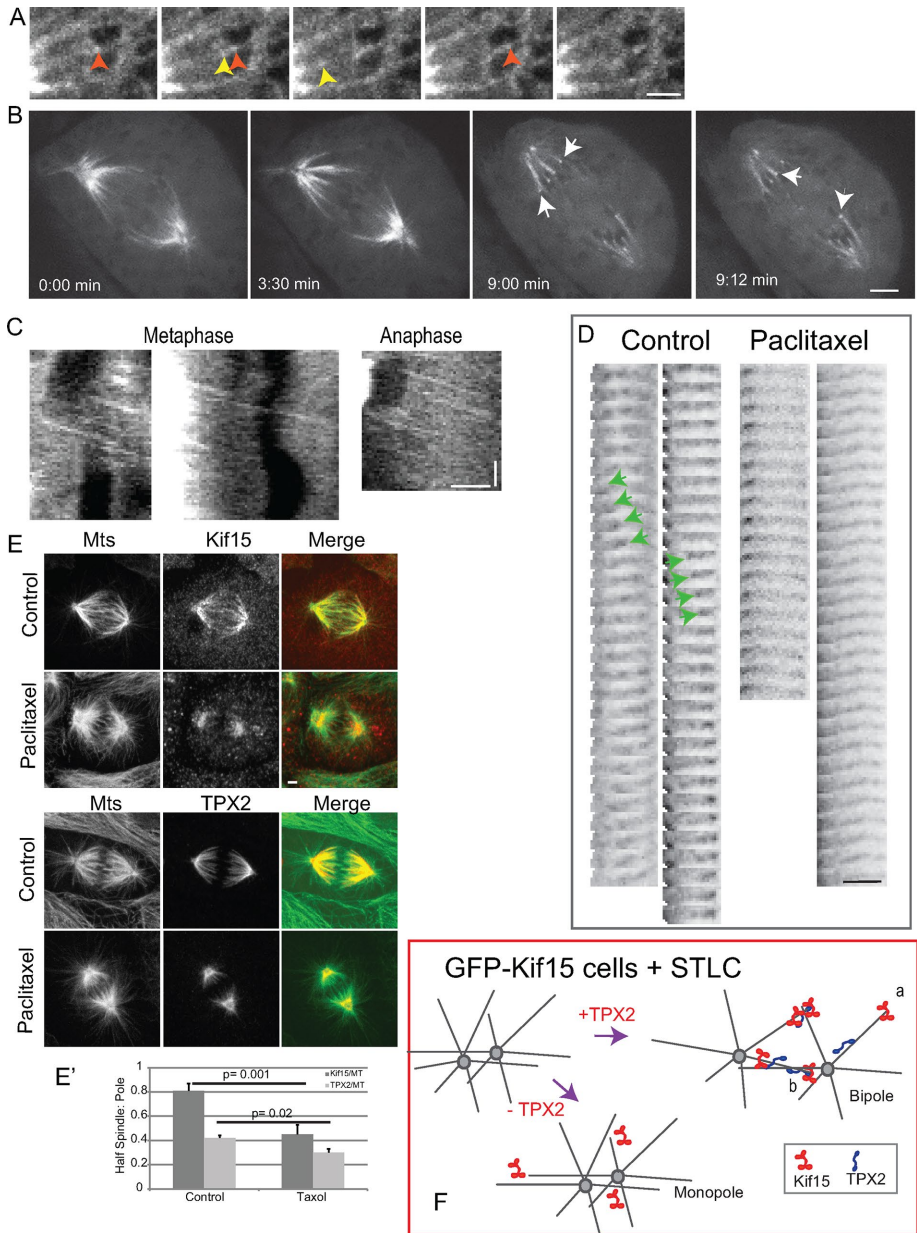 A
B
0:00 min
3:30 min
9:00 min
9:12 min
C
Metaphase
Anaphase
D
Control
Paclitaxel
E
Mts
Kif15
Merge
Control
Paclitaxel
Mts
TPX2
Merge
Control
Paclitaxel
E'
Half Spindle: Pole
1
0.8
0.6
0.4
0.2
0
p= 0.001
p= 0.02
Kif15/MT
TPX2/MT
Control
Taxol
GFP-Kif15 cells + STLC
+TPX2
- TPX2
a
b
Bipole
Monopole
Kif15
TPX2
F